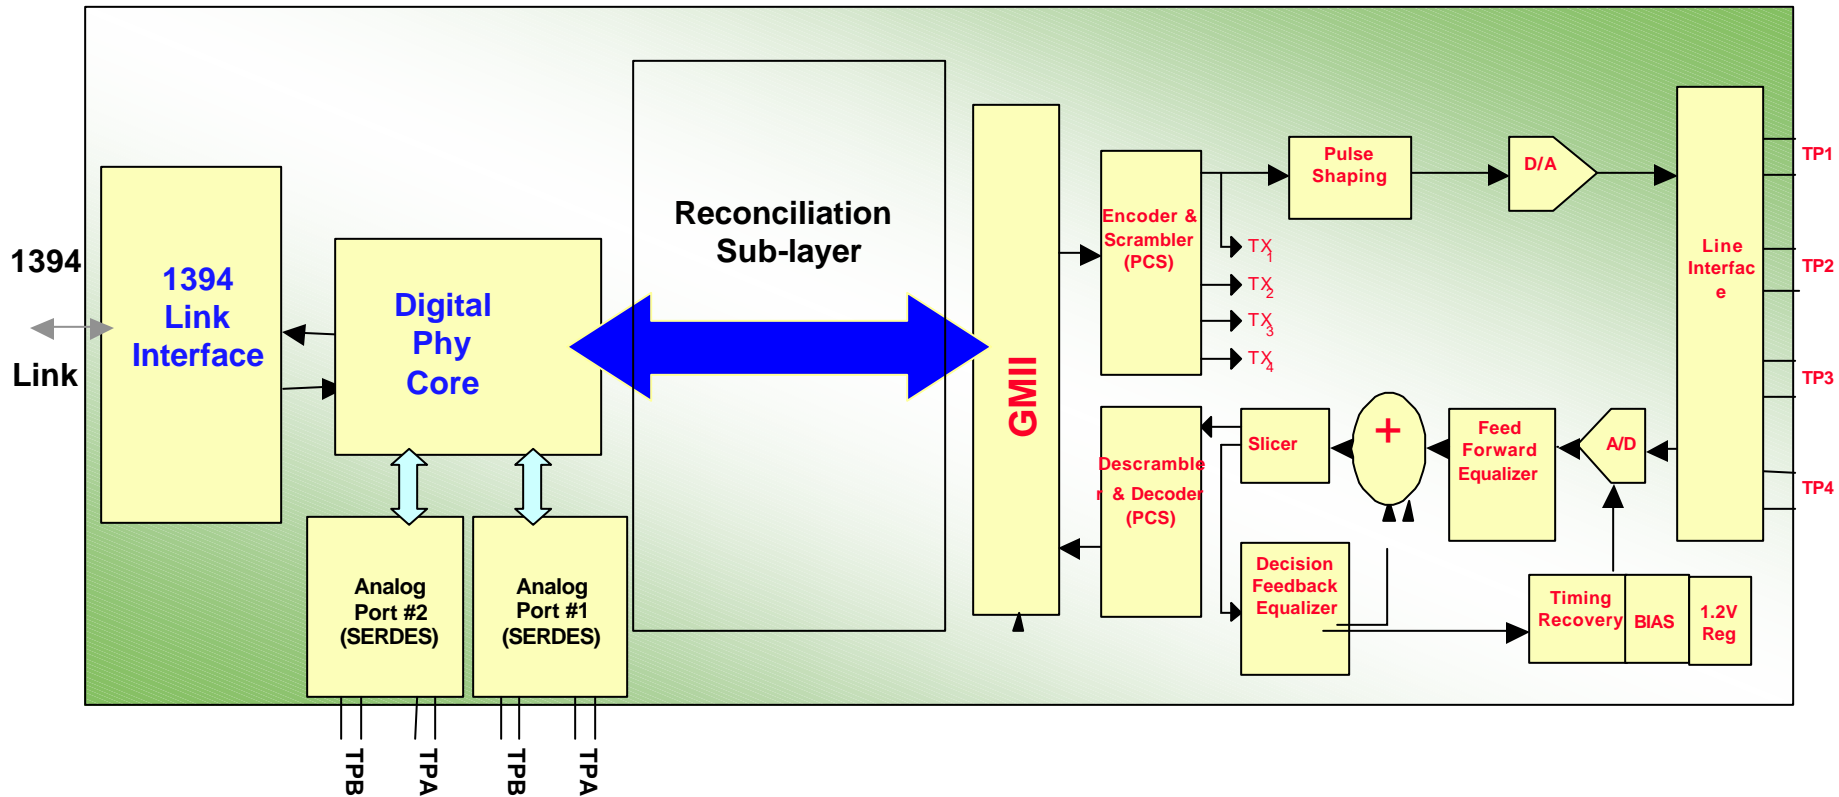 1394
Link
1394
Link
Interface
Digital
Phy
Core
Analog
Port #2
(SERDES)
Analog
Port #1
(SERDES)
TPB
TPA
TPB
TPA
Reconciliation
Sub-layer
GMII
Encoder &
Scrambler
(PCS)
TX1
TX2
TX3
TX4
Pulse
Shaping
D/A
Line
Interfac
e
TP1
TP2
TP3
TP4
Descramble
r & Decoder
(PCS)
Slicer
+
Feed
Forward
Equalizer
A/D
Decision
Feedback
Equalizer
Timing
Recovery
BIAS
1.2V
Reg